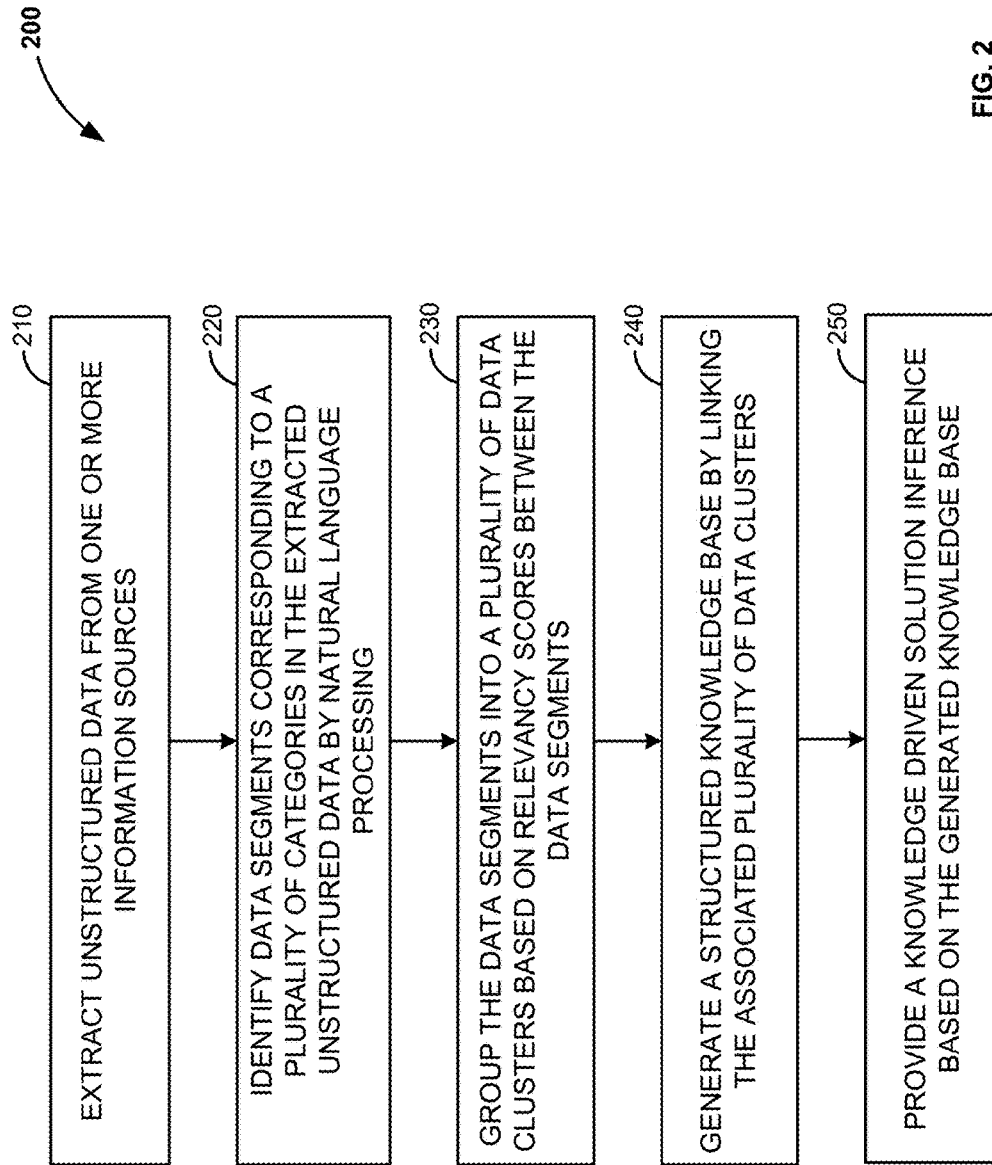 200
210
EXTRACT UNSTRUCTURED DATA FROM ONE OR MORE
INFORMATION SOURCES
220
IDENTIFY DATA SEGMENTS CORRESPONDING TO A
PLURALITY OF CATEGORIES IN THE EXTRACTED
UNSTRUCTURED DATA BY NATURAL LANGUAGE
PROCESSING
230
GROUP THE DATA SEGMENTS INTO A PLURALITY OF DATA
CLUSTERS BASED ON RELEVANCY SCORES BETWEEN THE
DATA SEGMENTS
240
GENERATE A STRUCTURED KNOWLEDGE BASE BY LINKING
THE ASSOCIATED PLURALITY OF DATA CLUSTERS
250
PROVIDE A KNOWLEDGE DRIVEN SOLUTION INFERENCE
BASED ON THE GENERATED KNOWLEDGE BASE
FIG. 2